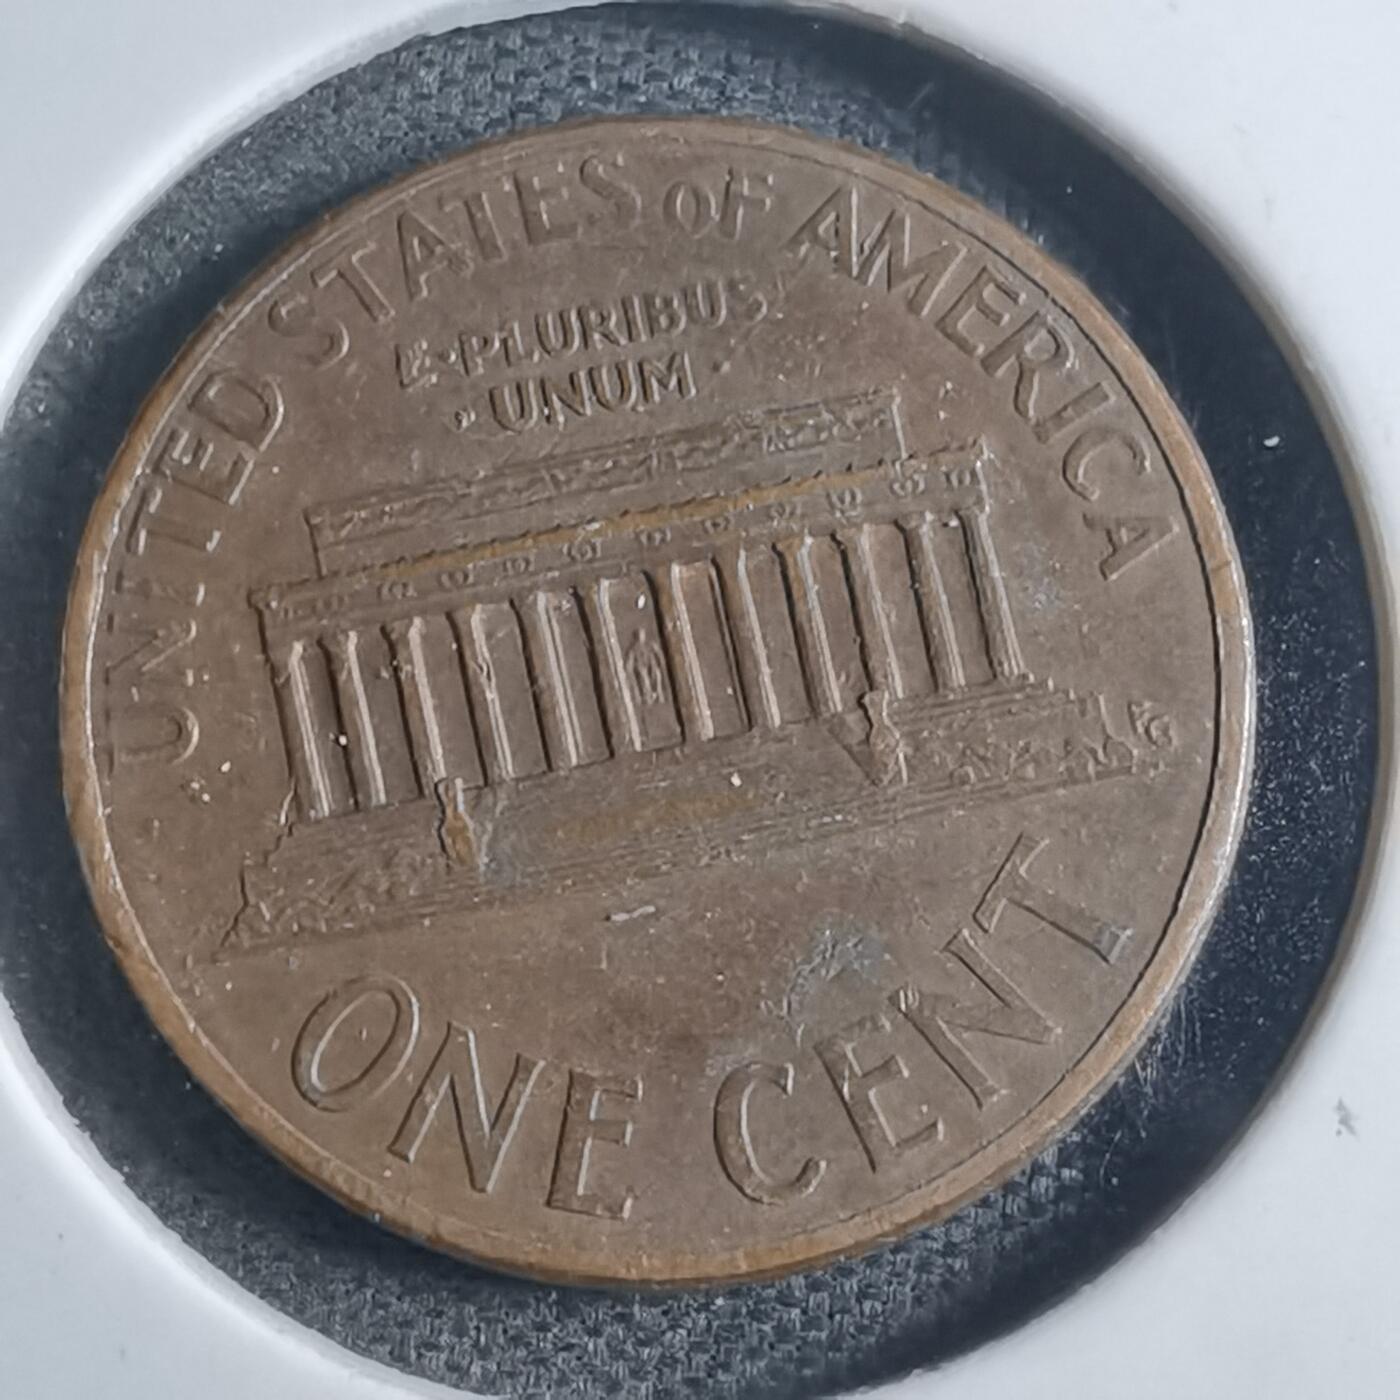 UNITED STATES OF AMERICA
E·PLURIBUS
·UNUM·
ONE CENT